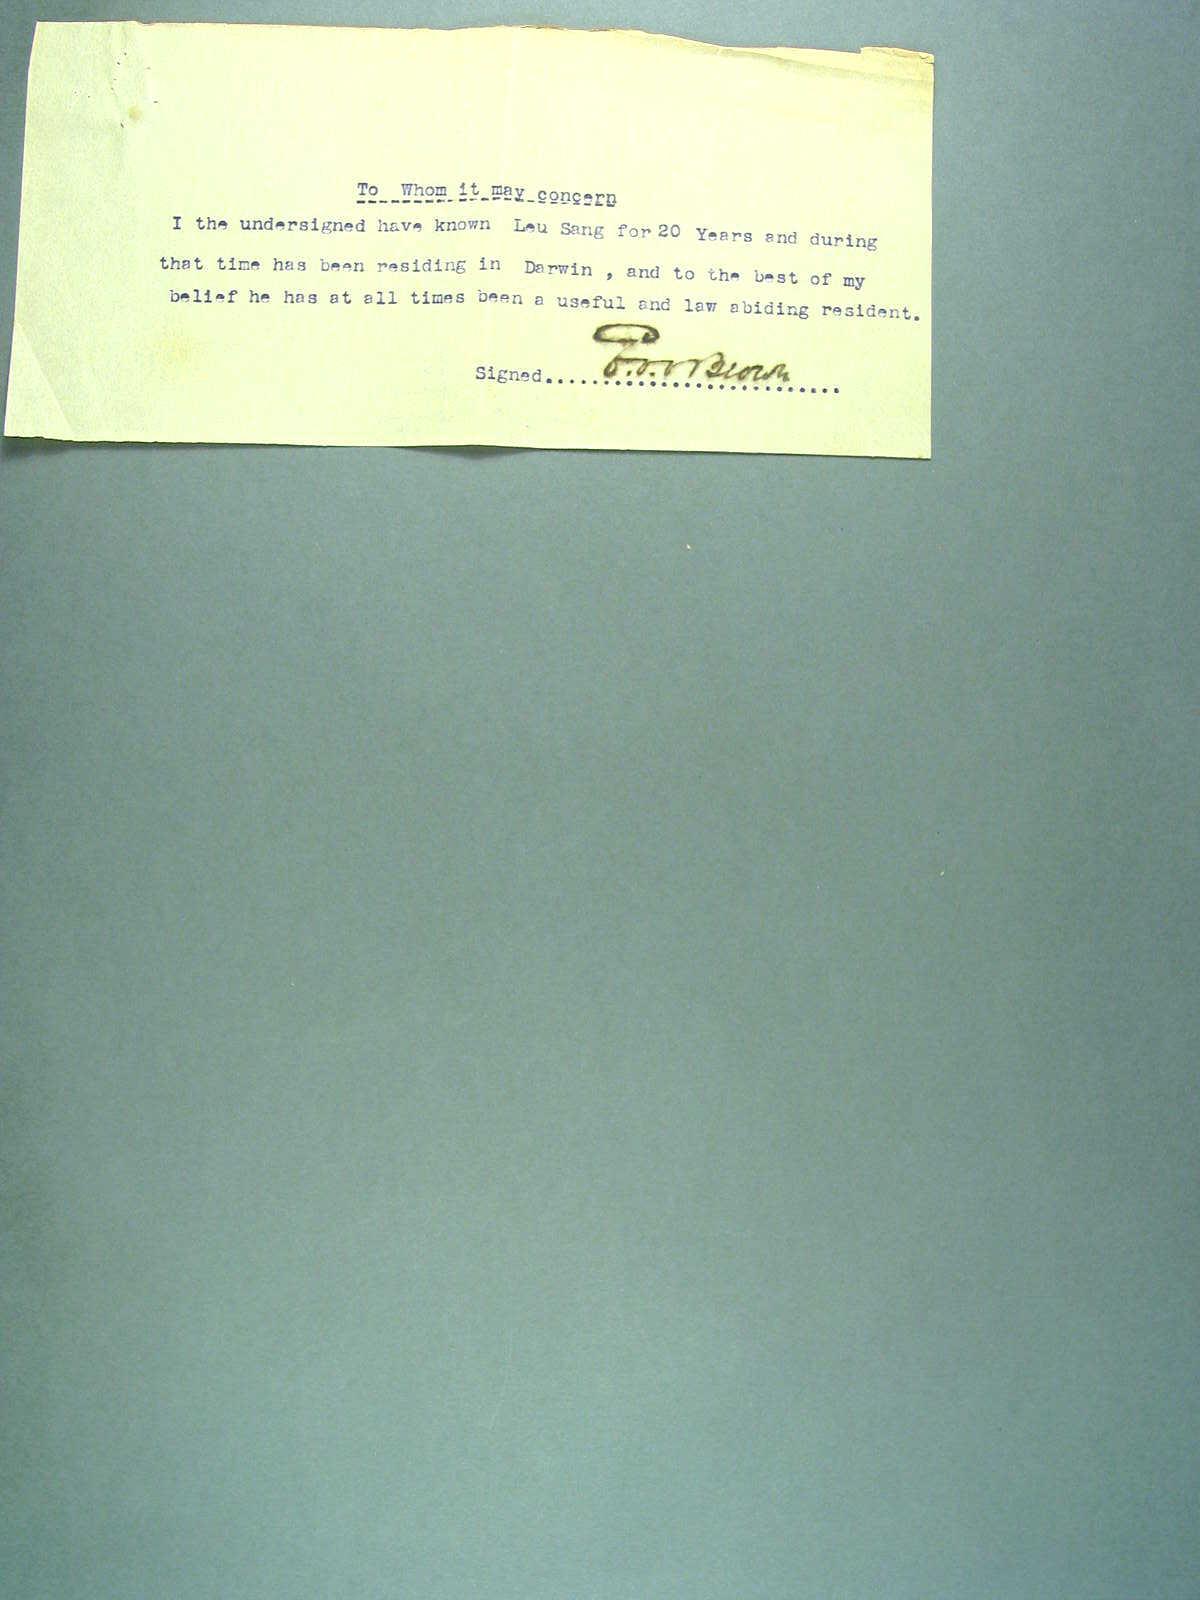 To Whom it may concern
I the undersigned have known Leu Sang for 20 Years and during
that time has been residing in Darwin , and to the best of my
belief he has at all times been a useful and law abiding resident.
Signed............................ Brown